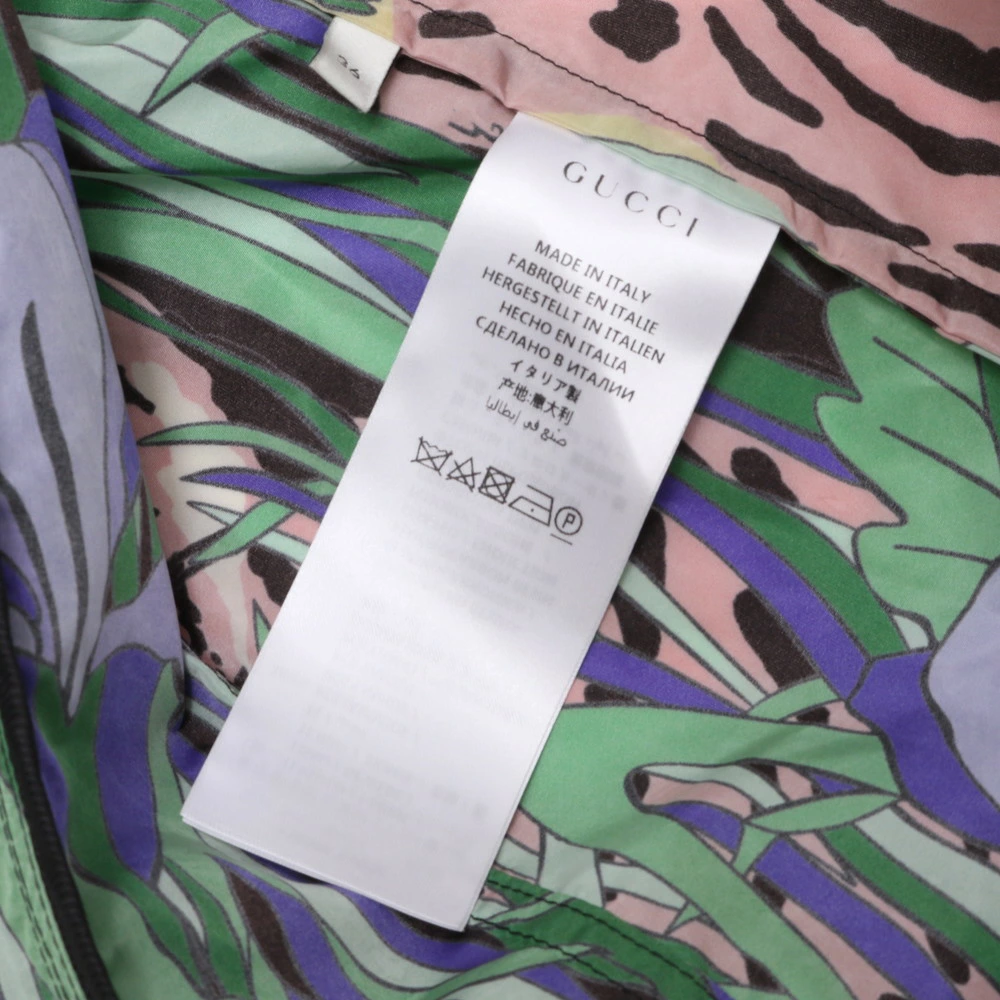 36
GUCCI
MADE IN ITALY
FABRIQUE EN ITALIE
HERGESTELLT IN ITALIEN
HECHO EN ITALIA
СДЕЛАНО В ИТАЛИИ
イタリア製
产地:意大利
صنع في إيطاليا
P